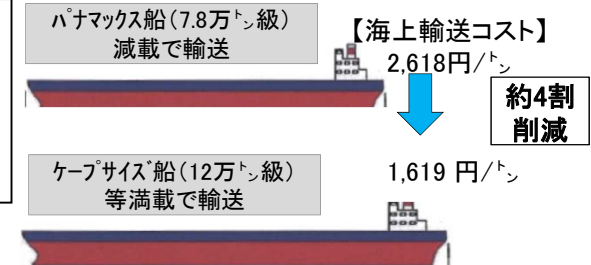 パナマックス船(7.8万㌧級)
減載で輸送
【海上輸送コスト】
2,618円/㌧
約4割
削減
ケープサイズ船(12万㌧級)
等満載で輸送
1,619 円/㌧